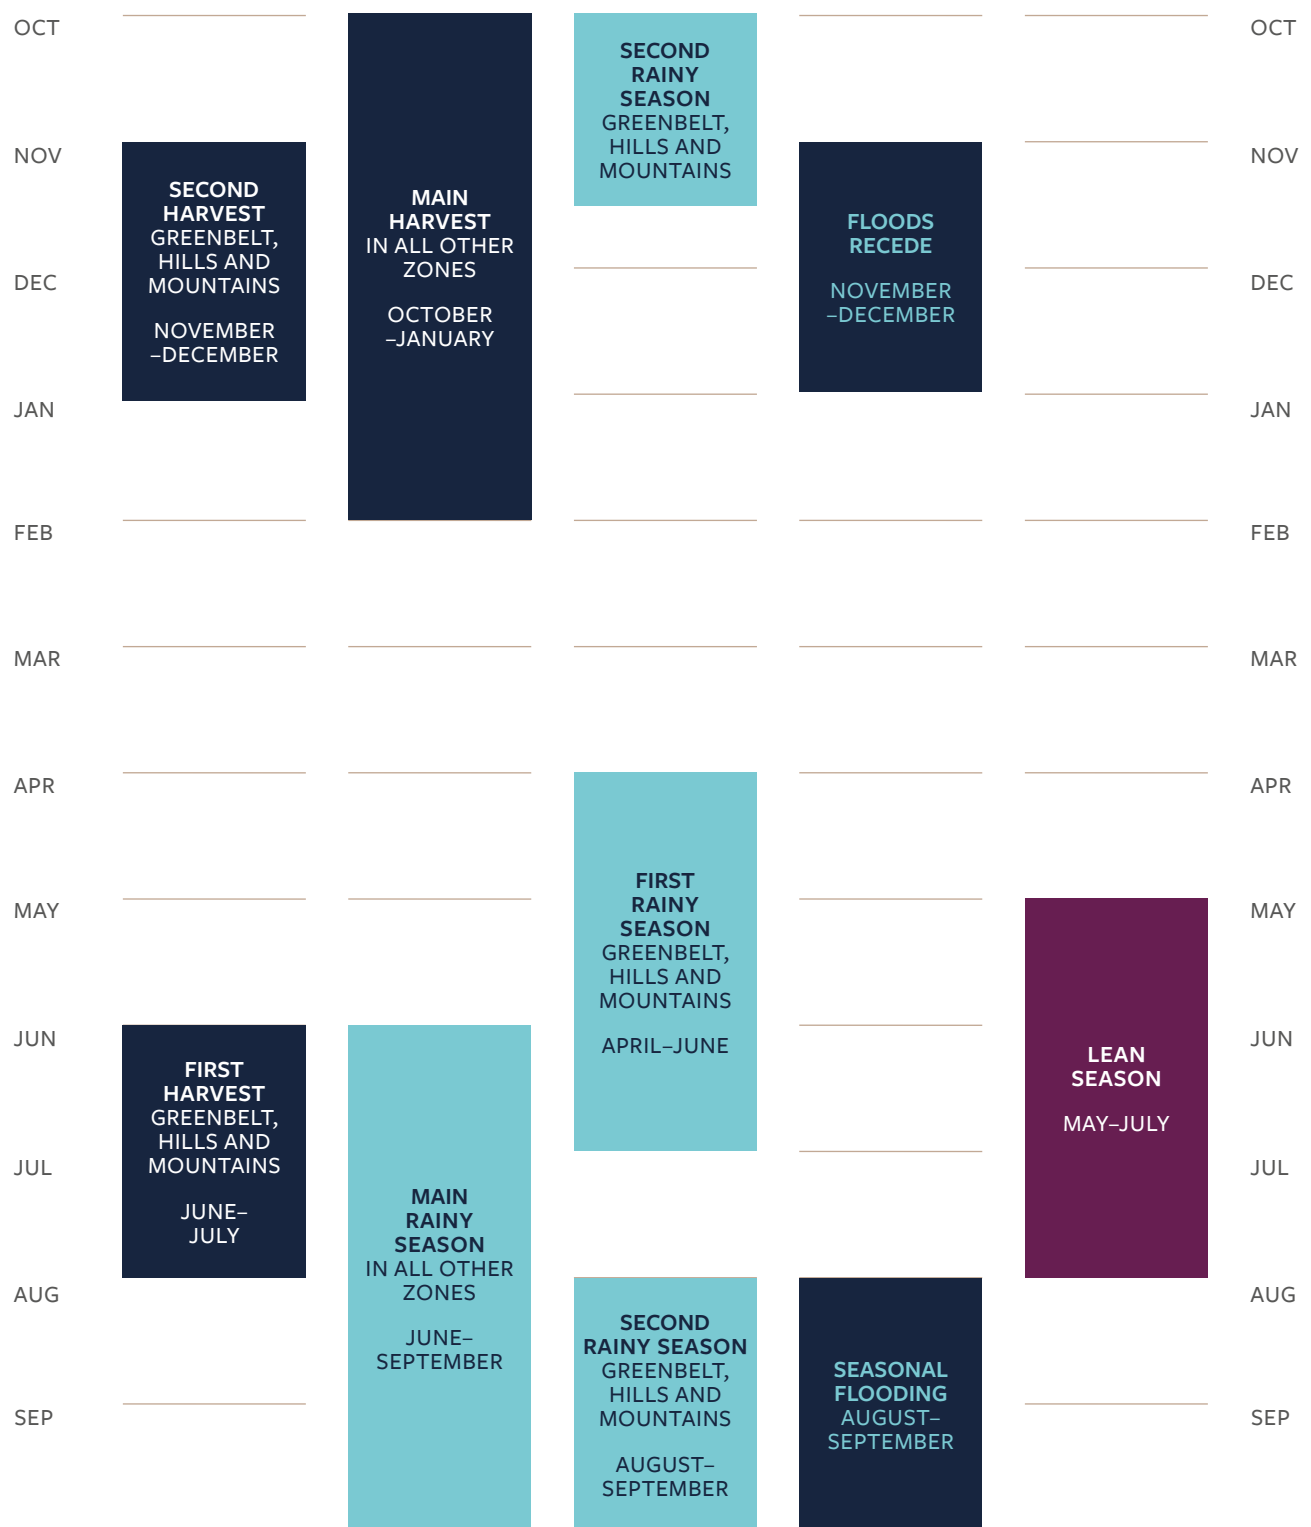 OCT
NOV
DEC
JAN
FEB
MAR
APR
MAY
JUN
JUL
AUG
SEP
SECOND
HARVEST
GREENBELT,
HILLS AND
MOUNTAINS
NOVEMBER
–DECEMBER
FIRST
HARVEST
GREENBELT,
HILLS AND
MOUNTAINS
JUNE–
JULY
MAIN
HARVEST
IN ALL OTHER
ZONES
OCTOBER
–JANUARY
MAIN
RAINY
SEASON
IN ALL OTHER
ZONES
JUNE–
SEPTEMBER
SECOND
RAINY
SEASON
GREENBELT,
HILLS AND
MOUNTAINS
FIRST
RAINY
SEASON
GREENBELT,
HILLS AND
MOUNTAINS
APRIL–JUNE
SECOND
RAINY SEASON
GREENBELT,
HILLS AND
MOUNTAINS
AUGUST–
SEPTEMBER
FLOODS
RECEDE
NOVEMBER
–DECEMBER
SEASONAL
FLOODING
AUGUST–
SEPTEMBER
LEAN
SEASON
MAY–JULY
OCT
NOV
DEC
JAN
FEB
MAR
APR
MAY
JUN
JUL
AUG
SEP